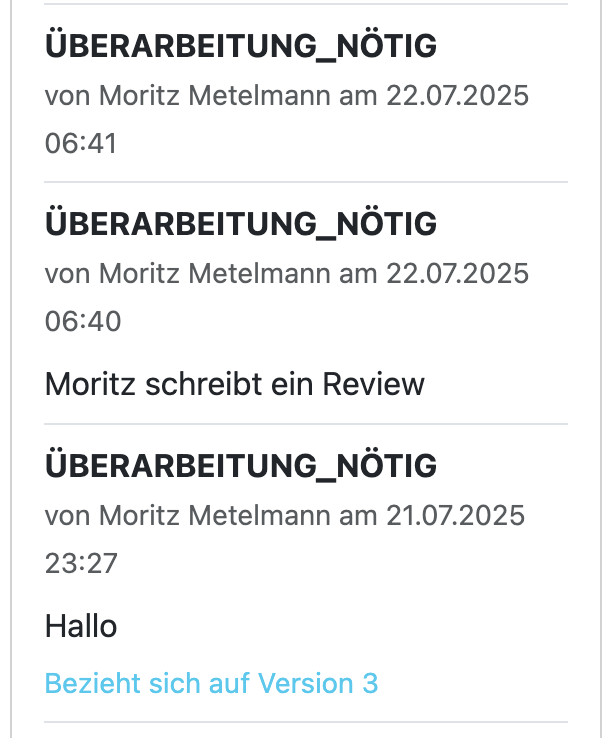 ÜBERARBEITUNG_NÖTIG
von Moritz Metelmann am 22.07.2025
06:41
ÜBERARBEITUNG_NÖTIG
von Moritz Metelmann am 22.07.2025
06:40
Moritz schreibt ein Review
ÜBERARBEITUNG_NÖTIG
von Moritz Metelmann am 21.07.2025
23:27
Hallo
Bezieht sich auf Version 3